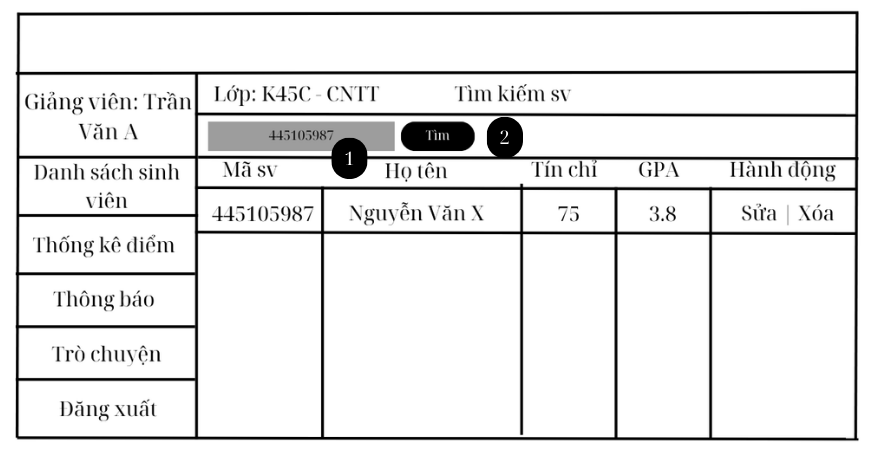 Giảng viên: Trần
Văn A
Lớp: K45C - CNTT
Tìm kiếm sv
445105987
Tìm
1
2
Danh sách sinh
viên
Thống kê điểm
Thông báo
Trò chuyện
Đăng xuất
Mã sv
Họ tên
Tín chỉ
GPA
Hành động
445105987
Nguyễn Văn X
75
3.8
Sửa | Xóa